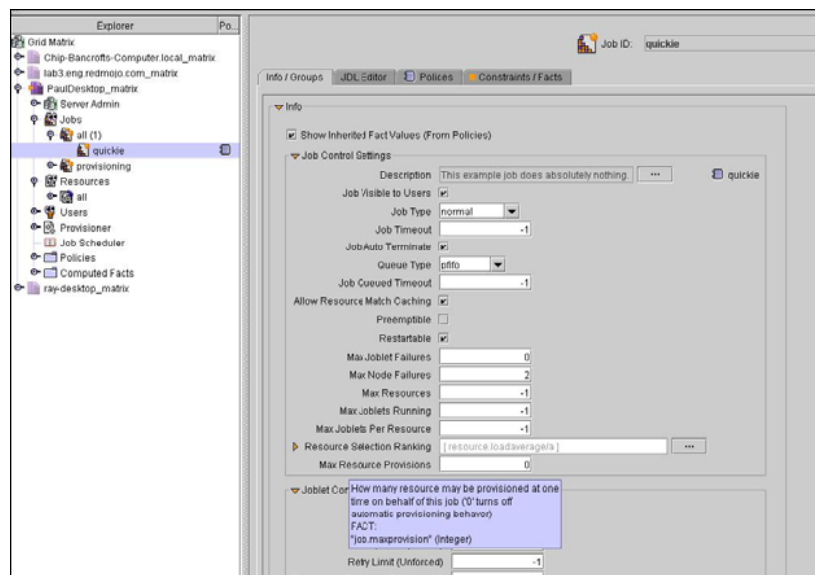 Explorer
Po...
Grid Matrix
Chip-Bancrofts-Computer.local_matrix
lab3.eng.redmojo.com_matrix
PaulDesktop_matrix
Server Admin
Jobs
all (1)
quickie
provisioning
Resources
all
Users
Provisioner
Job Scheduler
Policies
Computed Facts
ray-desktop_matrix
Job ID: quickie
Info / Groups JDL Editor Polices Constraints / Facts
Info
Show Inherited Fact Values (From Policies)
Job Control Settings
Description This example job does absolutely nothing. ... quickie
Job Visible to Users
Job Type normal
Job Timeout -1
Job Auto Terminate
Queue Type pfifo
Job Queued Timeout -1
Allow Resource Match Caching
Preemptible
Restartable
Max Joblet Failures 0
Max Node Failures 2
Max Resources -1
Max Joblets Running -1
Max Joblets Per Resource -1
Resource Selection Ranking [ resource.loadaverage/a ] ...
Max Resource Provisions 0
Joblet Con
How many resource may be provisioned at one
time on behalf of this job ('0' turns off
automatic provisioning behavor)
FACT:
"job.maxprovision" (Integer)
Retry Limit (Unforced) -1